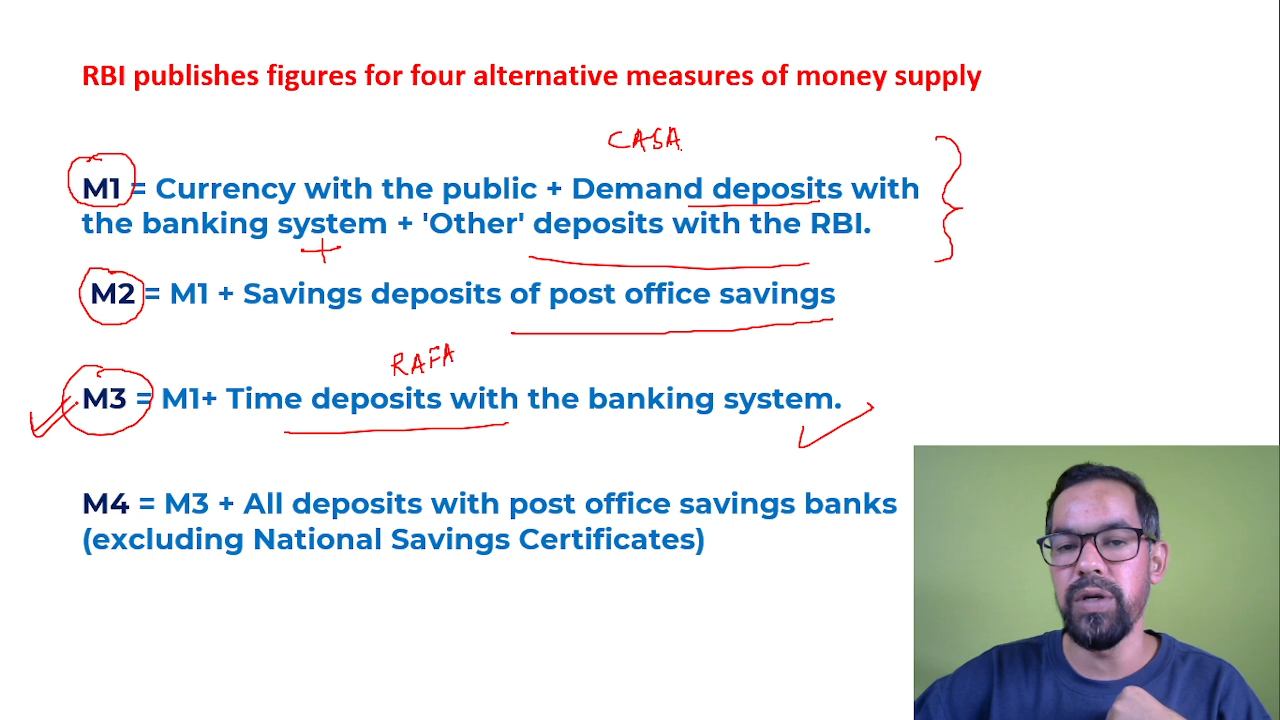 RBI publishes figures for four alternative measures of money supply
CASA
M1 = Currency with the public + Demand deposits with
the banking system + 'Other' deposits with the RBI.
+
M2 = M1 + Savings deposits of post office savings
RAFA
M3 = M1+ Time deposits with the banking system.
M4 = M3 + All deposits with post office savings banks
(excluding National Savings Certificates)